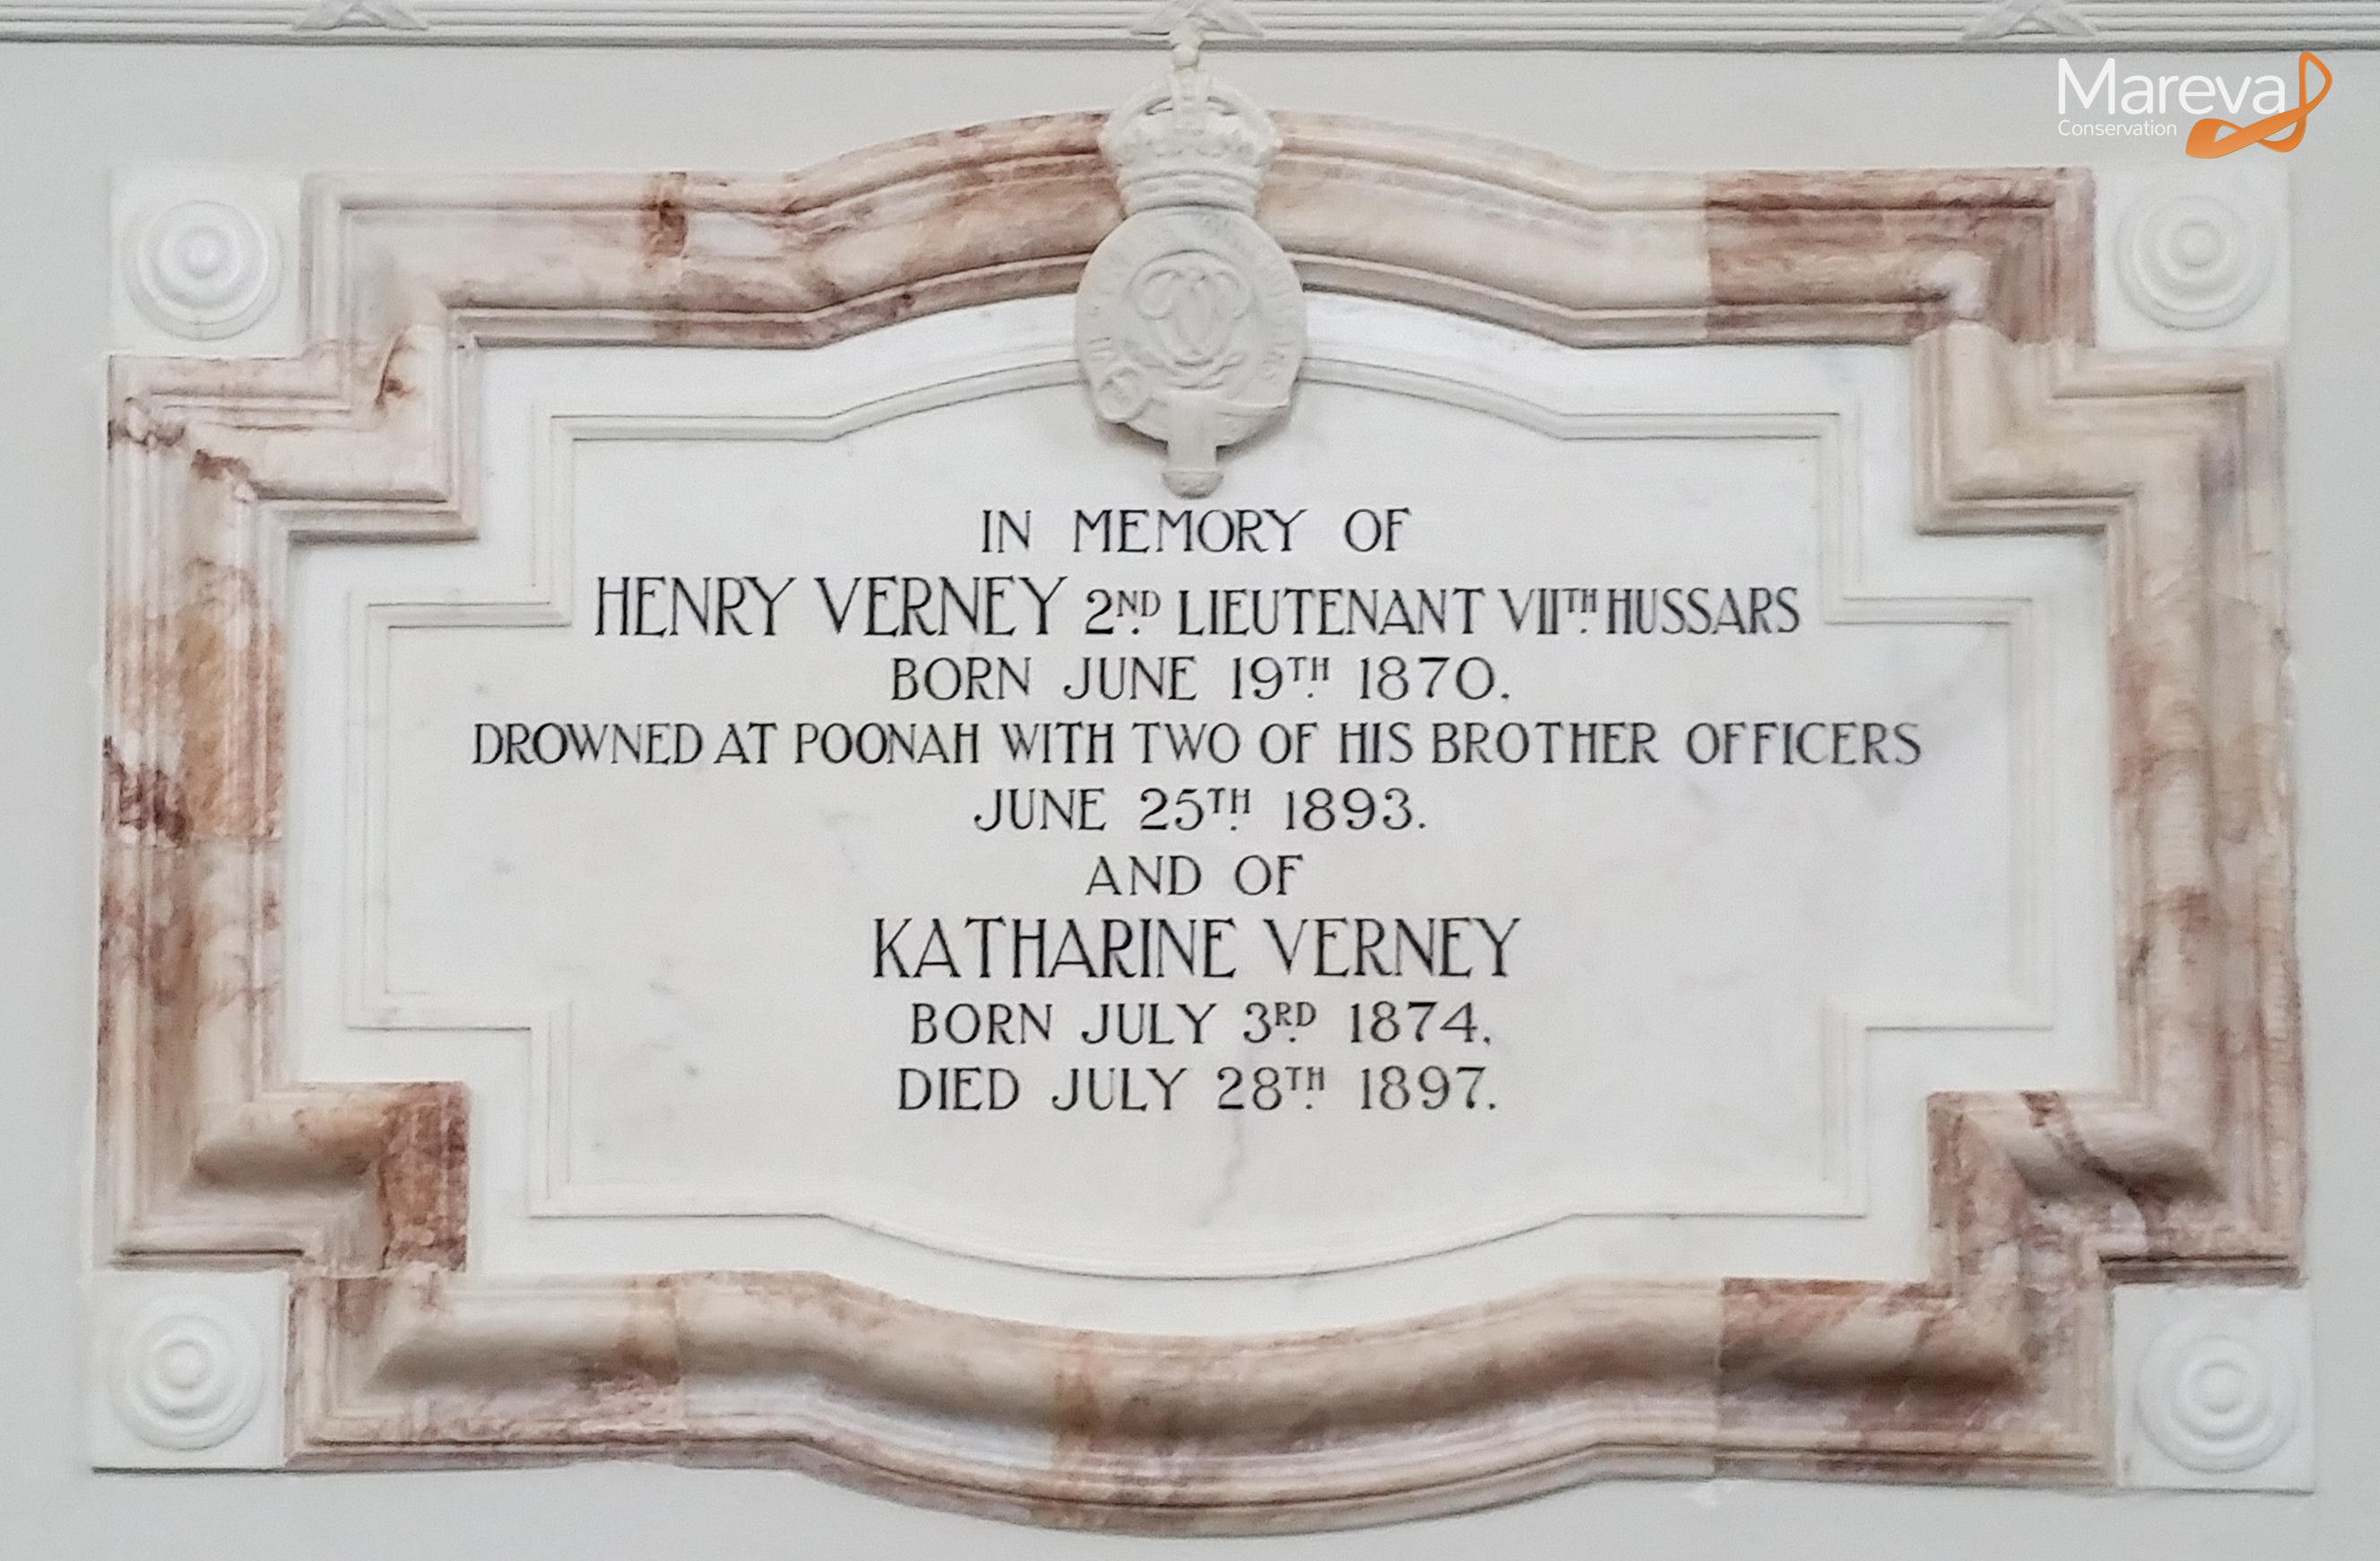 Mareva
Conservation
IN MEMORY OF
HENRY VERNEY 2ND LIEUTENANT VIITH HUSSARS
BORN JUNE 19TH 1870.
DROWNED AT POONAH WITH TWO OF HIS BROTHER OFFICERS
JUNE 25TH 1893.
AND OF
KATHARINE VERNEY
BORN JULY 3RD 1874.
DIED JULY 28TH 1897.